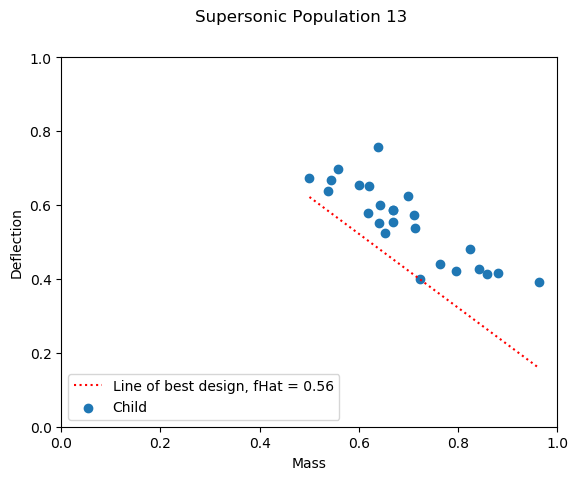 Supersonic Population 13
1.0
0.8
0.6
0.4
0.2
0.0
Deflection
Line of best design, fHat = 0.56
Child
0.0 0.2 0.4 0.6 0.8 1.0
Mass